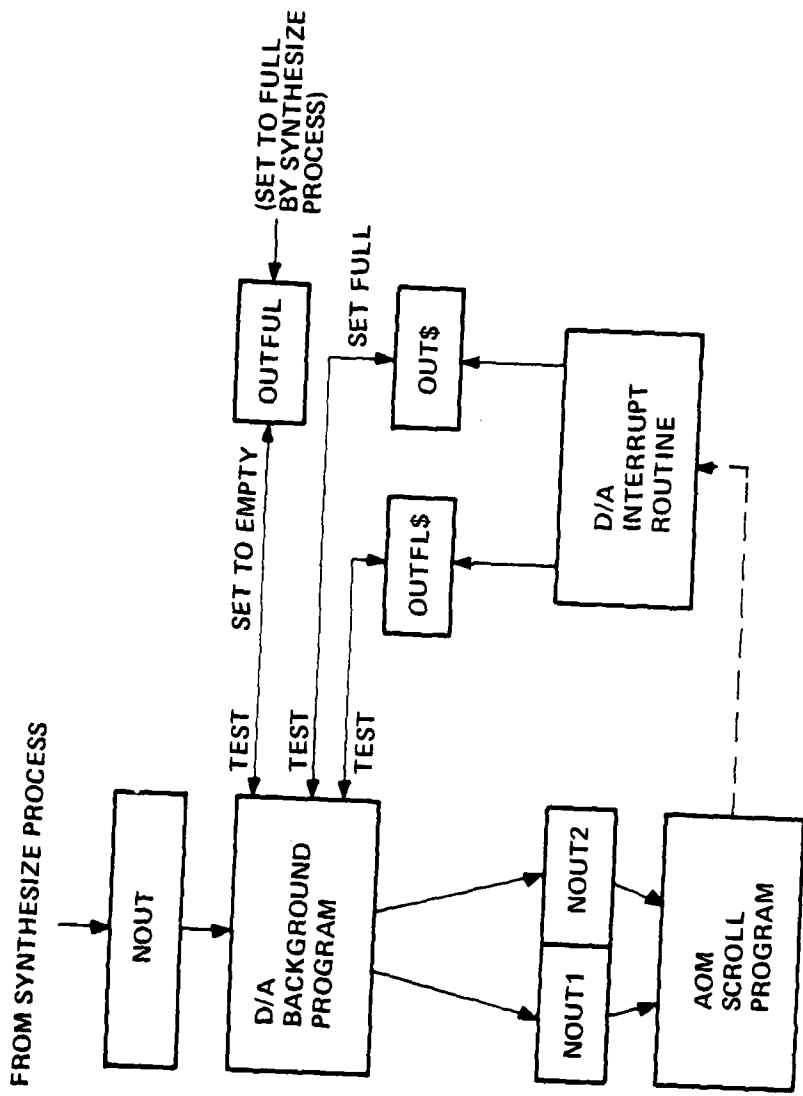 FROM SYNTHESIZE PROCESS
NOUT
D/A
BACKGROUND
PROGRAM
TEST
SET TO EMPTY
OUTFUL
(SET TO FULL
BY SYNTHESIZE
PROCESS)
TEST
SET FULL
TEST
OUTFL$
OUT$
NOUT1
NOUT2
D/A
INTERRUPT
ROUTINE
AOM
SCROLL
PROGRAM